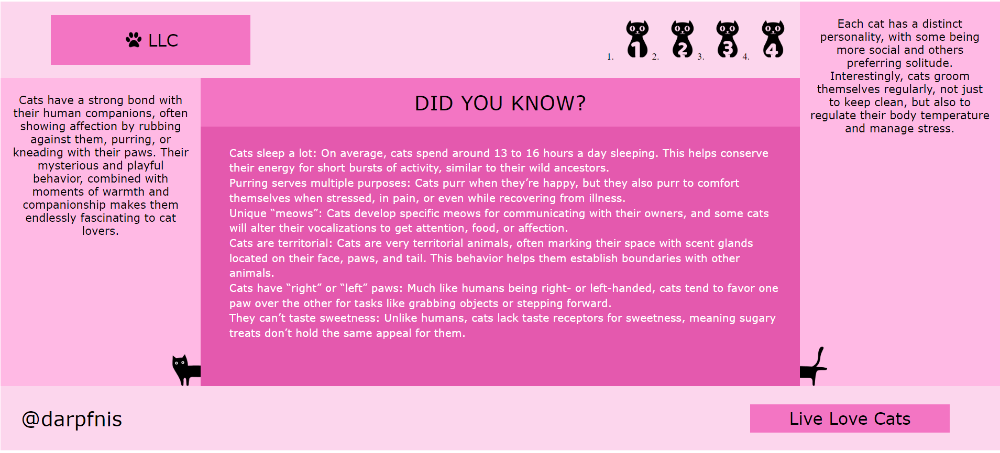 LLC
1. 1 2. 2 3. 3 4. 4
Each cat has a distinct
personality, with some being
more social and others
preferring solitude.
Interestingly, cats groom
themselves regularly, not just
to keep clean, but also to
regulate their body temperature
and manage stress.
Cats have a strong bond with
their human companions, often
showing affection by rubbing
against them, purring, or
kneading with their paws. Their
mysterious and playful
behavior, combined with
moments of warmth and
companionship makes them
endlessly fascinating to cat
lovers.
DID YOU KNOW?
Cats sleep a lot: On average, cats spend around 13 to 16 hours a day sleeping. This helps conserve
their energy for short bursts of activity, similar to their wild ancestors.
Purring serves multiple purposes: Cats purr when they’re happy, but they also purr to comfort
themselves when stressed, in pain, or even while recovering from illness.
Unique “meows”: Cats develop specific meows for communicating with their owners, and some cats
will alter their vocalizations to get attention, food, or affection.
Cats are territorial: Cats are very territorial animals, often marking their space with scent glands
located on their face, paws, and tail. This behavior helps them establish boundaries with other
animals.
Cats have “right” or “left” paws: Much like humans being right- or left-handed, cats tend to favor one
paw over the other for tasks like grabbing objects or stepping forward.
They can’t taste sweetness: Unlike humans, cats lack taste receptors for sweetness, meaning sugary
treats don’t hold the same appeal for them.
@darpfnis
Live Love Cats